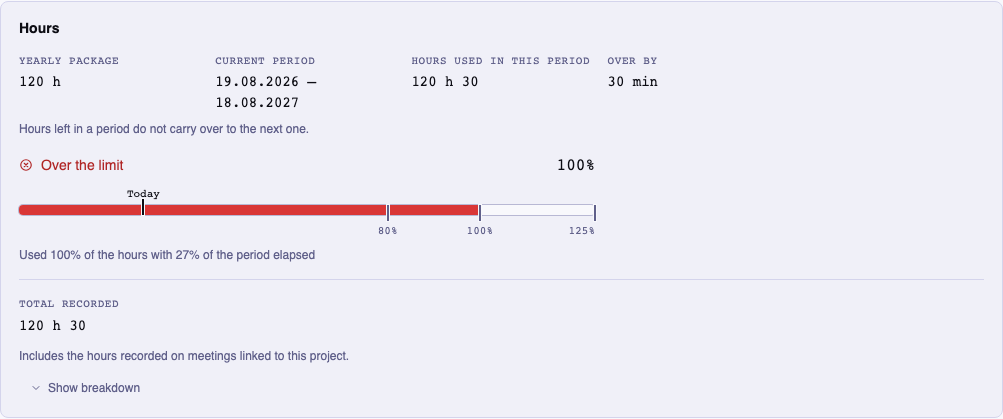 Hours
YEARLY PACKAGE
120 h
CURRENT PERIOD
19.08.2026 —
18.08.2027
HOURS USED IN THIS PERIOD
120 h 30
OVER BY
30 min
Hours left in a period do not carry over to the next one.
Over the limit
100%
Today
80%
100%
125%
Used 100% of the hours with 27% of the period elapsed
TOTAL RECORDED
120 h 30
Includes the hours recorded on meetings linked to this project.
Show breakdown